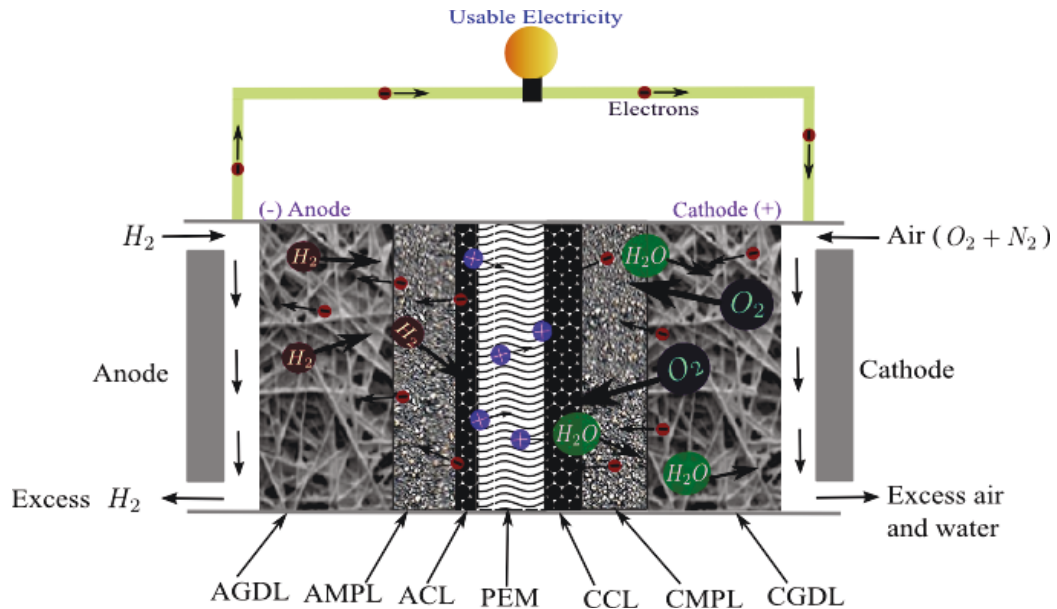 Usable Electricity
Electrons
(-) Anode
Cathode (+)
H₂
Air (O₂ + N₂)
H₂
H₂O
O₂
H₂
H₂
O₂
Anode
Cathode
H₂O
H₂O
Excess H₂
Excess air
and water
AGDL
AMPL
ACL
PEM
CCL
CMPL
CGDL